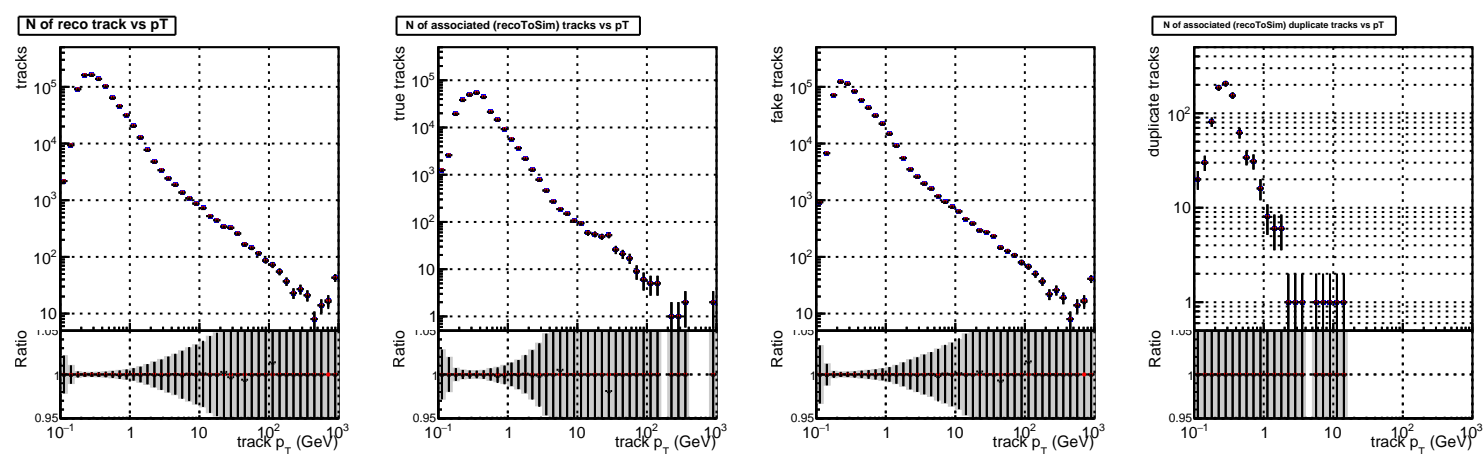 N of reco track vs pT
tracks
10^5
10^4
10^3
10^2
10
Ratio
1.05
1
0.95
10^−1 1 10 10^2 10^3
track p_T (GeV)
N of associated (recoToSim) tracks vs pT
true tracks
10^5
10^4
10^3
10^2
10
1
Ratio
1.05
1
0.95
10^−1 1 10 10^2 10^3
track p_T (GeV)
fake tracks
10^5
10^4
10^3
10^2
10
Ratio
1.05
1
0.95
10^−1 1 10 10^2 10^3
track p_T (GeV)
N of associated (recoToSim) duplicate tracks vs pT
duplicate tracks
10^2
10
1
Ratio
1.05
1
0.95
10^−1 1 10 10^2 10^3
track p_T (GeV)